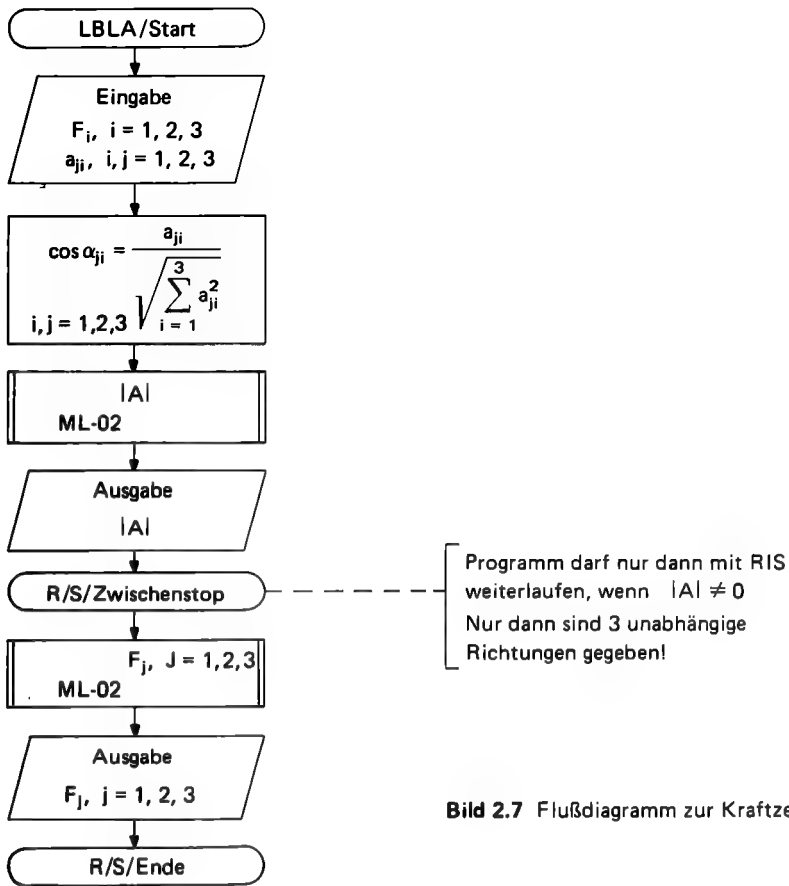 LBLA/Start
Eingabe
F_i, i = 1, 2, 3
a_ji, i, j = 1, 2, 3
cos α_ji = a_ji / √(∑_{i = 1}^{3} a_ji^2)
i, j = 1,2,3
|A|
ML-02
Ausgabe
|A|
R/S/Zwischenstop
Programm darf nur dann mit RIS
weiterlaufen, wenn |A| ≠ 0
Nur dann sind 3 unabhängige
Richtungen gegeben!
F_j, J = 1,2,3
ML-02
Ausgabe
F_j, j = 1, 2, 3
Bild 2.7 Flußdiagramm zur Kraftze
R/S/Ende